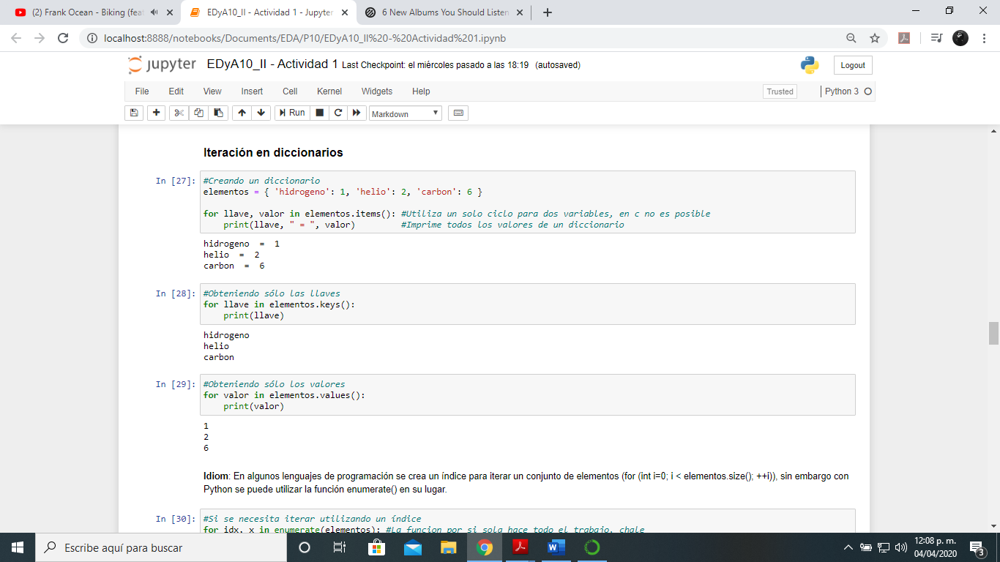 (2) Frank Ocean - Biking (feat
EDyA10_II - Actividad 1 - Jupyter
6 New Albums You Should Listen
localhost:8888/notebooks/Documents/EDA/P10/EDyA10_II%20-%20Actividad%201.ipynb
jupyter EDyA10_II - Actividad 1 Last Checkpoint: el miércoles pasado a las 18:19 (autosaved)
Logout
File Edit View Insert Cell Kernel Widgets Help
Trusted
Python 3
Run
Markdown
Iteración en diccionarios
In [27]: #Creando un diccionario
elementos = { 'hidrogeno': 1, 'helio': 2, 'carbon': 6 }
for llave, valor in elementos.items(): #Utiliza un solo ciclo para dos variables, en c no es posible
print(llave, " = ", valor) #Imprime todos los valores de un diccionario
hidrogeno  =  1
helio  =  2
carbon  =  6
In [28]: #Obteniendo sólo las llaves
for llave in elementos.keys():
print(llave)
hidrogeno
helio
carbon
In [29]: #Obteniendo sólo los valores
for valor in elementos.values():
print(valor)
1
2
6
Idiom: En algunos lenguajes de programación se crea un índice para iterar un conjunto de elementos (for (int i=0; i < elementos.size(); ++i)), sin embargo con
Python se puede utilizar la función enumerate() en su lugar.
In [30]: #Si se necesita iterar utilizando un índice
for idx, x in enumerate(elementos): #La funcion por si sola hace todo el trabajo, chale
Escribe aquí para buscar
12:08 p. m.
04/04/2020
3